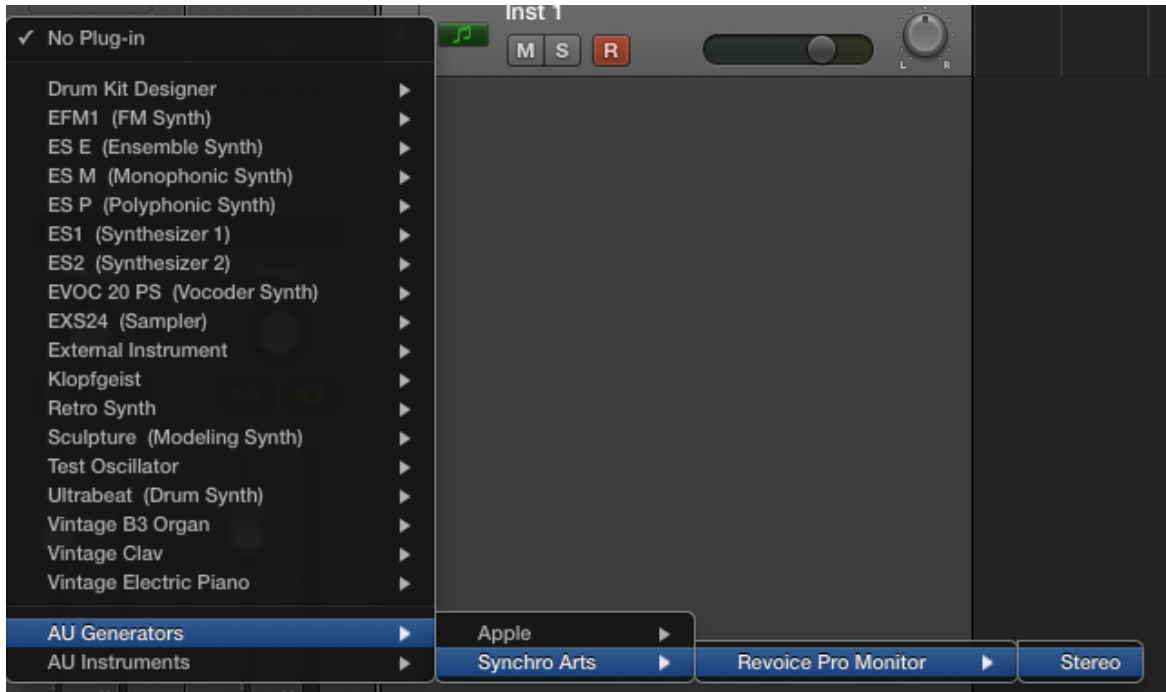 Inst 1
✓ No Plug-in
M S R
L R
Drum Kit Designer
EFM1 (FM Synth)
ES E (Ensemble Synth)
ES M (Monophonic Synth)
ES P (Polyphonic Synth)
ES1 (Synthesizer 1)
ES2 (Synthesizer 2)
EVOC 20 PS (Vocoder Synth)
EXS24 (Sampler)
External Instrument
Klopfgeist
Retro Synth
Sculpture (Modeling Synth)
Test Oscillator
Ultrabeat (Drum Synth)
Vintage B3 Organ
Vintage Clav
Vintage Electric Piano
AU Generators
AU Instruments
Apple
Synchro Arts
Revoice Pro Monitor
Stereo